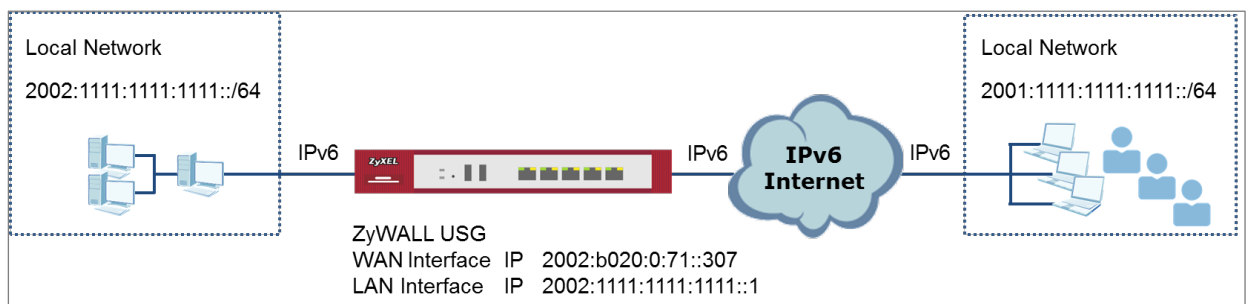 Local Network
2002:1111:1111:1111::/64
IPv6
ZyXEL
IPv6
IPv6
Internet
IPv6
Local Network
2001:1111:1111:1111::/64
ZyWALL USG
WAN Interface IP 2002:b020:0:71::307
LAN Interface IP 2002:1111:1111:1111::1